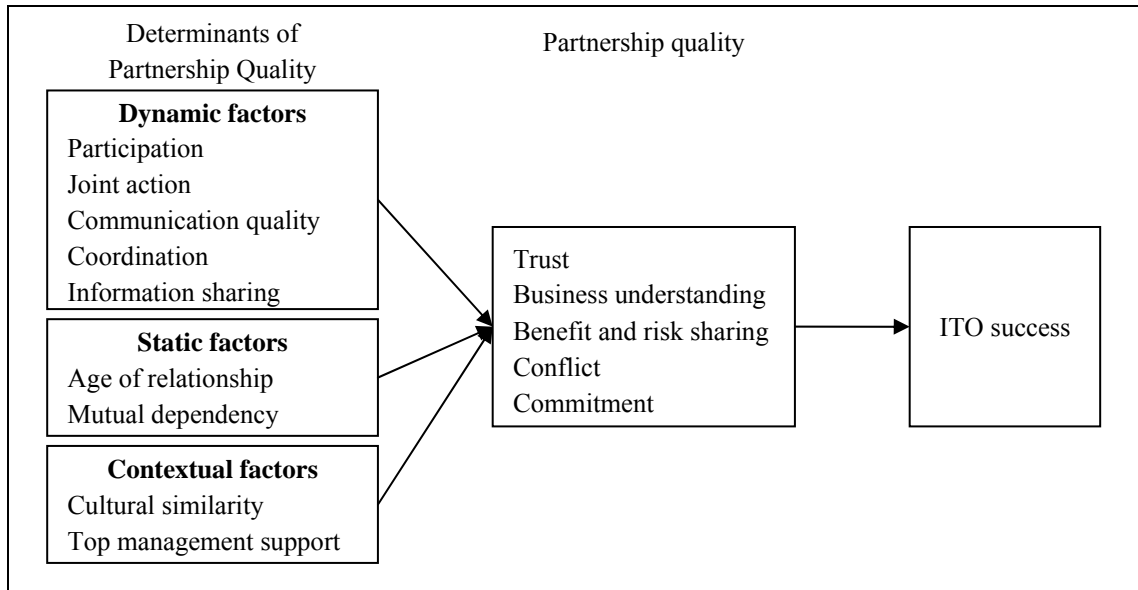 Determinants of
Partnership Quality
Partnership quality
Dynamic factors
Participation
Joint action
Communication quality
Coordination
Information sharing
Static factors
Age of relationship
Mutual dependency
Contextual factors
Cultural similarity
Top management support
Trust
Business understanding
Benefit and risk sharing
Conflict
Commitment
ITO success